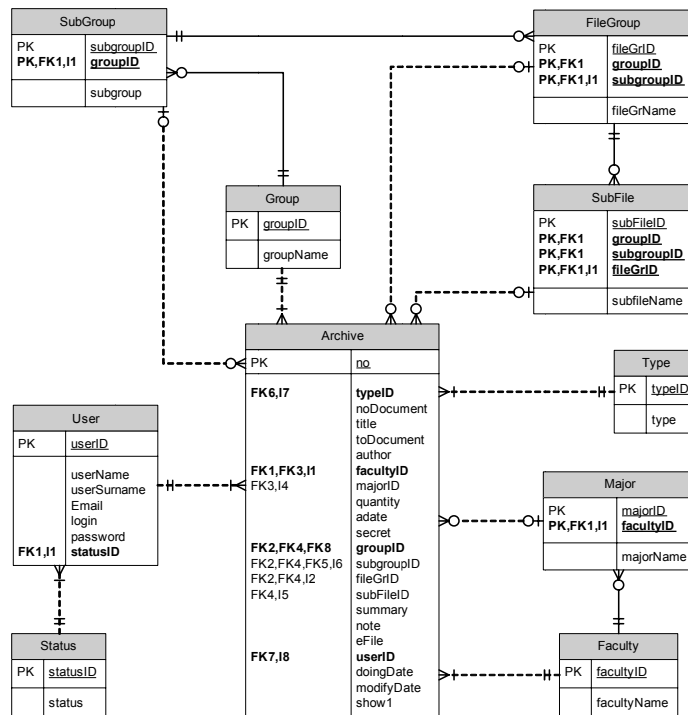 SubGroup
PK subgroupID
PK,FK1,I1 groupID
subgroup
FileGroup
PK fileGrID
PK,FK1 groupID
PK,FK1,I1 subgroupID
fileGrName
Group
PK groupID
groupName
SubFile
PK subFileID
PK,FK1 groupID
PK,FK1 subgroupID
PK,FK1,I1 fileGrID
subfileName
Archive
PK no
FK6,I7 typeID
noDocument
title
toDocument
author
FK1,FK3,I1 facultyID
FK3,I4 majorID
quantity
adate
secret
FK2,FK4,FK8 groupID
FK2,FK4,FK5,I6 subgroupID
FK2,FK4,I2 fileGrID
FK4,I5 subFileID
summary
note
eFile
FK7,I8 userID
doingDate
modifyDate
show1
Type
PK typeID
type
User
PK userID
userName
userSurname
Email
login
password
FK1,I1 statusID
Major
PK majorID
PK,FK1,I1 facultyID
majorName
Status
PK statusID
status
Faculty
PK facultyID
facultyName